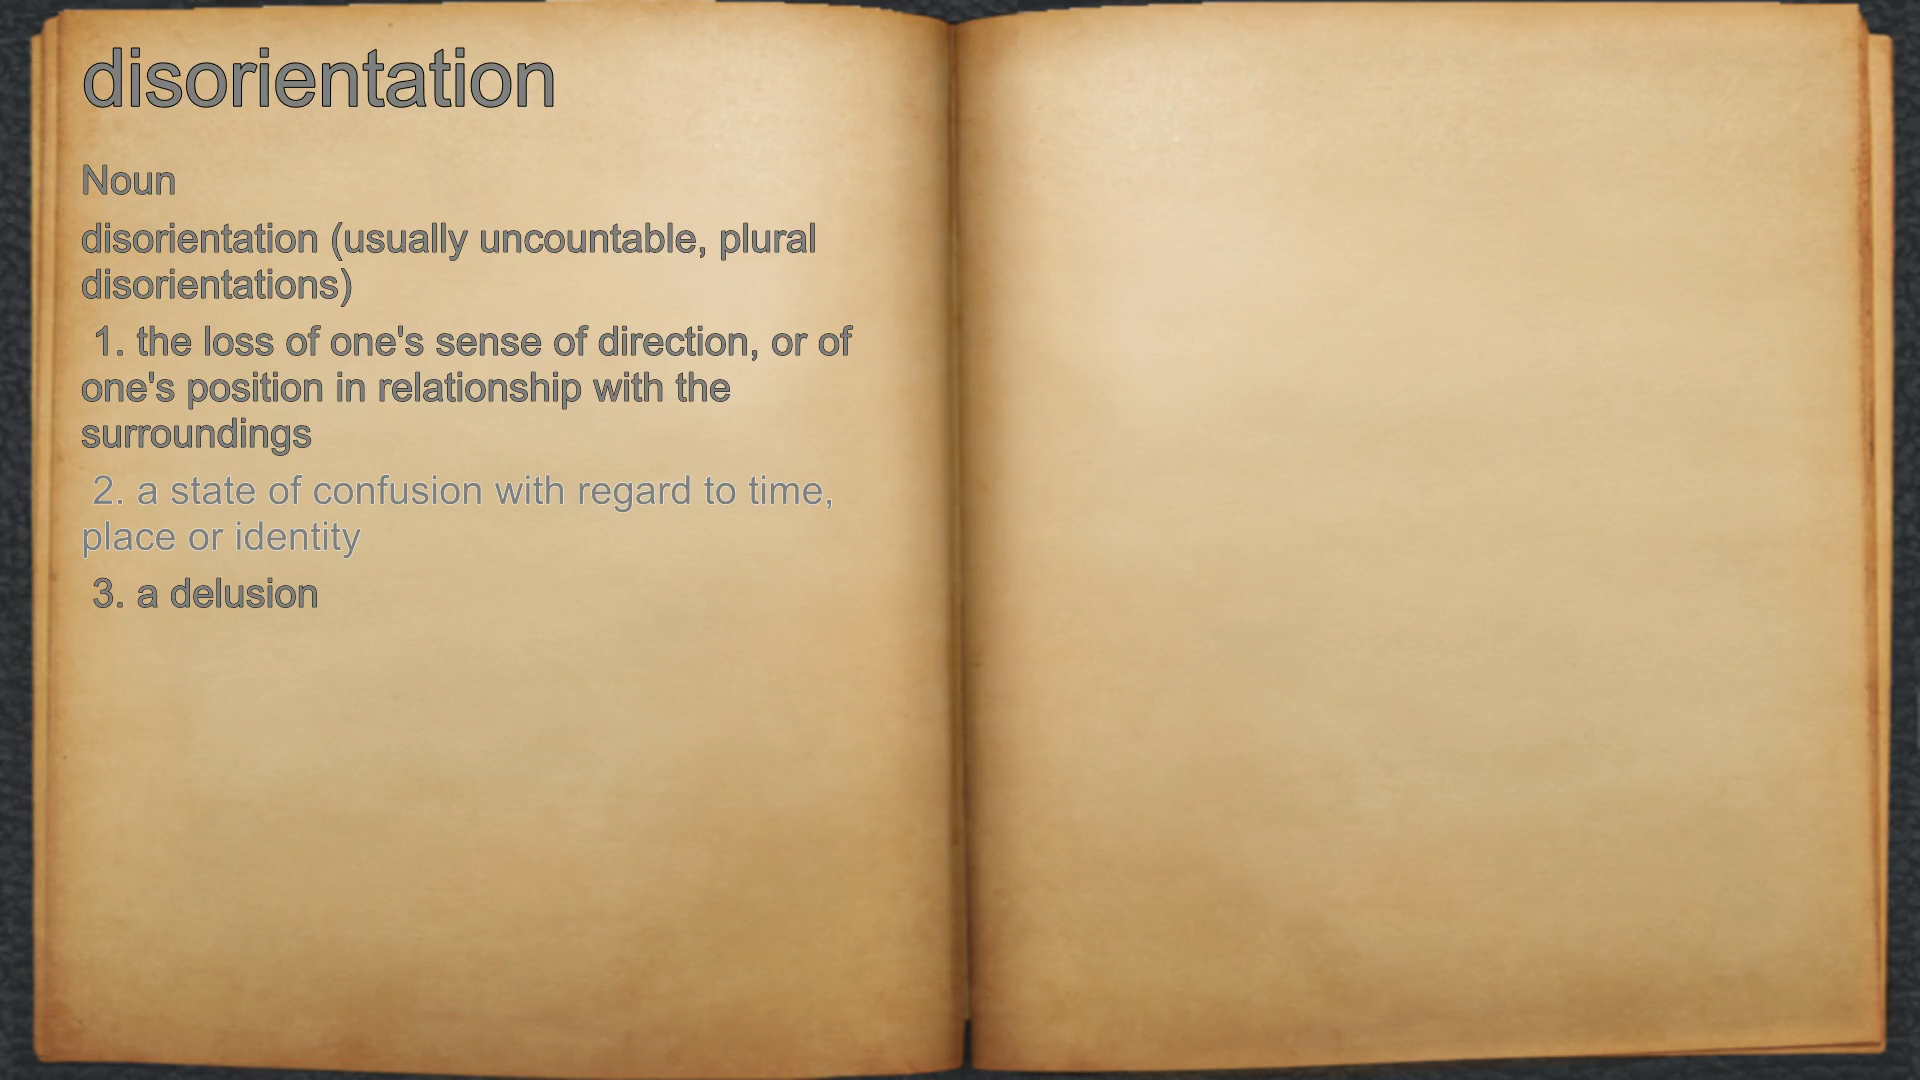 disorientation
Noun
disorientation (usually uncountable, plural
disorientations)
1. the loss of one's sense of direction, or of
one's position in relationship with the
surroundings
2. a state of confusion with regard to time,
place or identity
3. a delusion